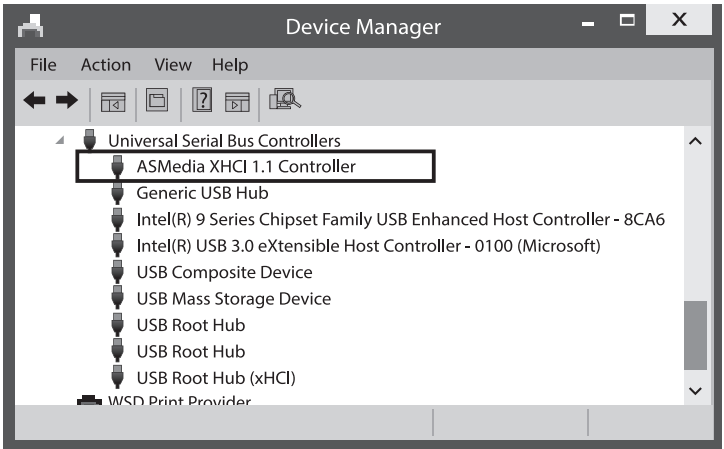 Device Manager
X
File Action View Help
?
Universal Serial Bus Controllers
ASMedia XHCI 1.1 Controller
Generic USB Hub
Intel(R) 9 Series Chipset Family USB Enhanced Host Controller - 8CA6
Intel(R) USB 3.0 eXtensible Host Controller - 0100 (Microsoft)
USB Composite Device
USB Mass Storage Device
USB Root Hub
USB Root Hub
USB Root Hub (xHCI)
WSD Print Provider